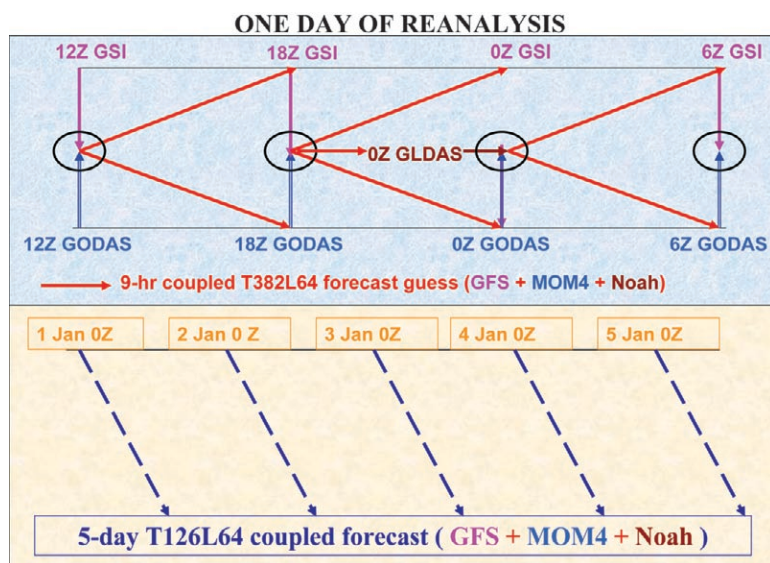 ONE DAY OF REANALYSIS
12Z GSI 18Z GSI 0Z GSI 6Z GSI
0Z GLDAS
12Z GODAS 18Z GODAS 0Z GODAS 6Z GODAS
9-hr coupled T382L64 forecast guess (GFS + MOM4 + Noah)
1 Jan 0Z 2 Jan 0 Z 3 Jan 0Z 4 Jan 0Z 5 Jan 0Z
5-day T126L64 coupled forecast ( GFS + MOM4 + Noah )